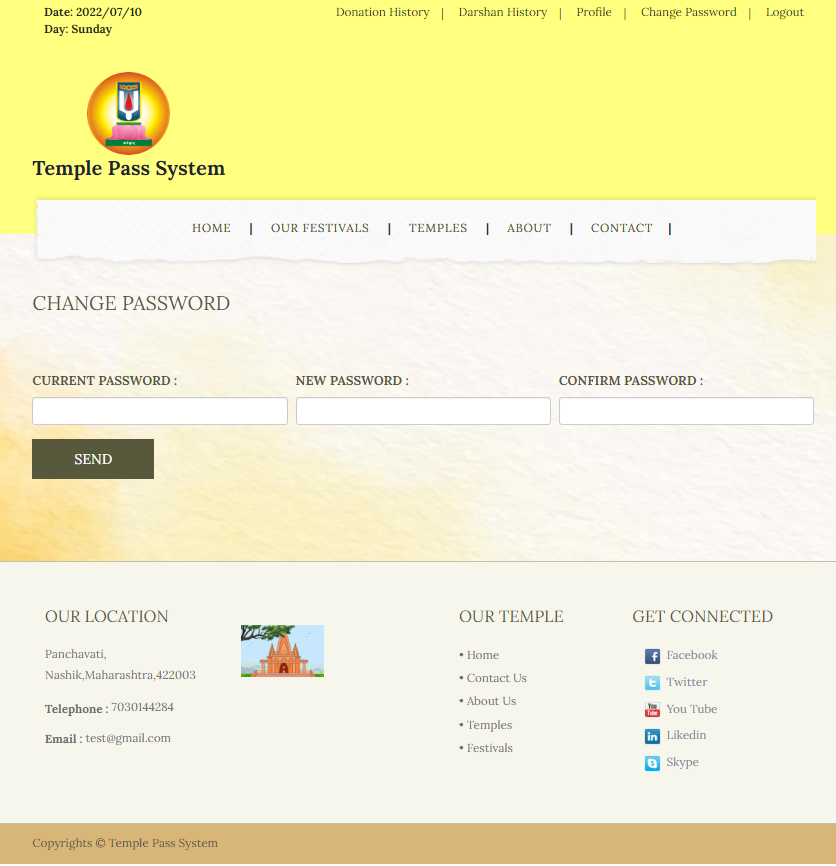 Date: 2022/07/10
Day: Sunday
Donation History | Darshan History | Profile | Change Password | Logout
Temple Pass System
HOME | OUR FESTIVALS | TEMPLES | ABOUT | CONTACT |
CHANGE PASSWORD
CURRENT PASSWORD : NEW PASSWORD : CONFIRM PASSWORD :
SEND
OUR LOCATION
Panchavati,
Nashik,Maharashtra,422003
Telephone : 7030144284
Email : test@gmail.com
OUR TEMPLE
• Home
• Contact Us
• About Us
• Temples
• Festivals
GET CONNECTED
Facebook
Twitter
You Tube
Likedin
Skype
Copyrights © Temple Pass System